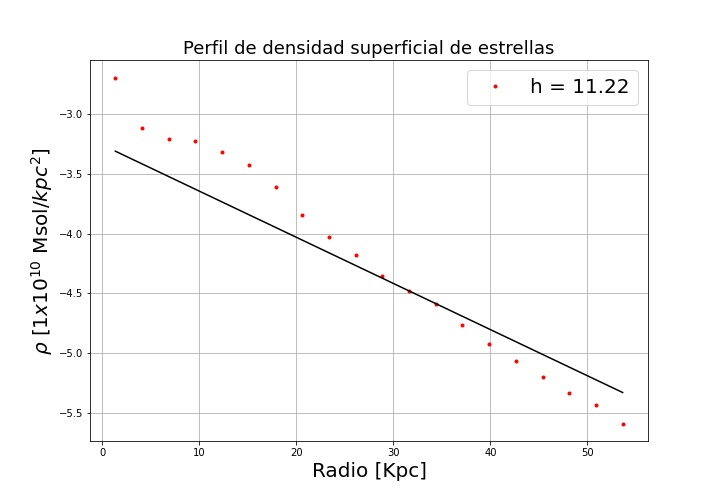 Perfil de densidad superficial de estrellas
h = 11.22
−3.0
−3.5
−4.0
−4.5
−5.0
−5.5
ρ [1x10^{10} Msol/kpc^2]
0 10 20 30 40 50
Radio [Kpc]